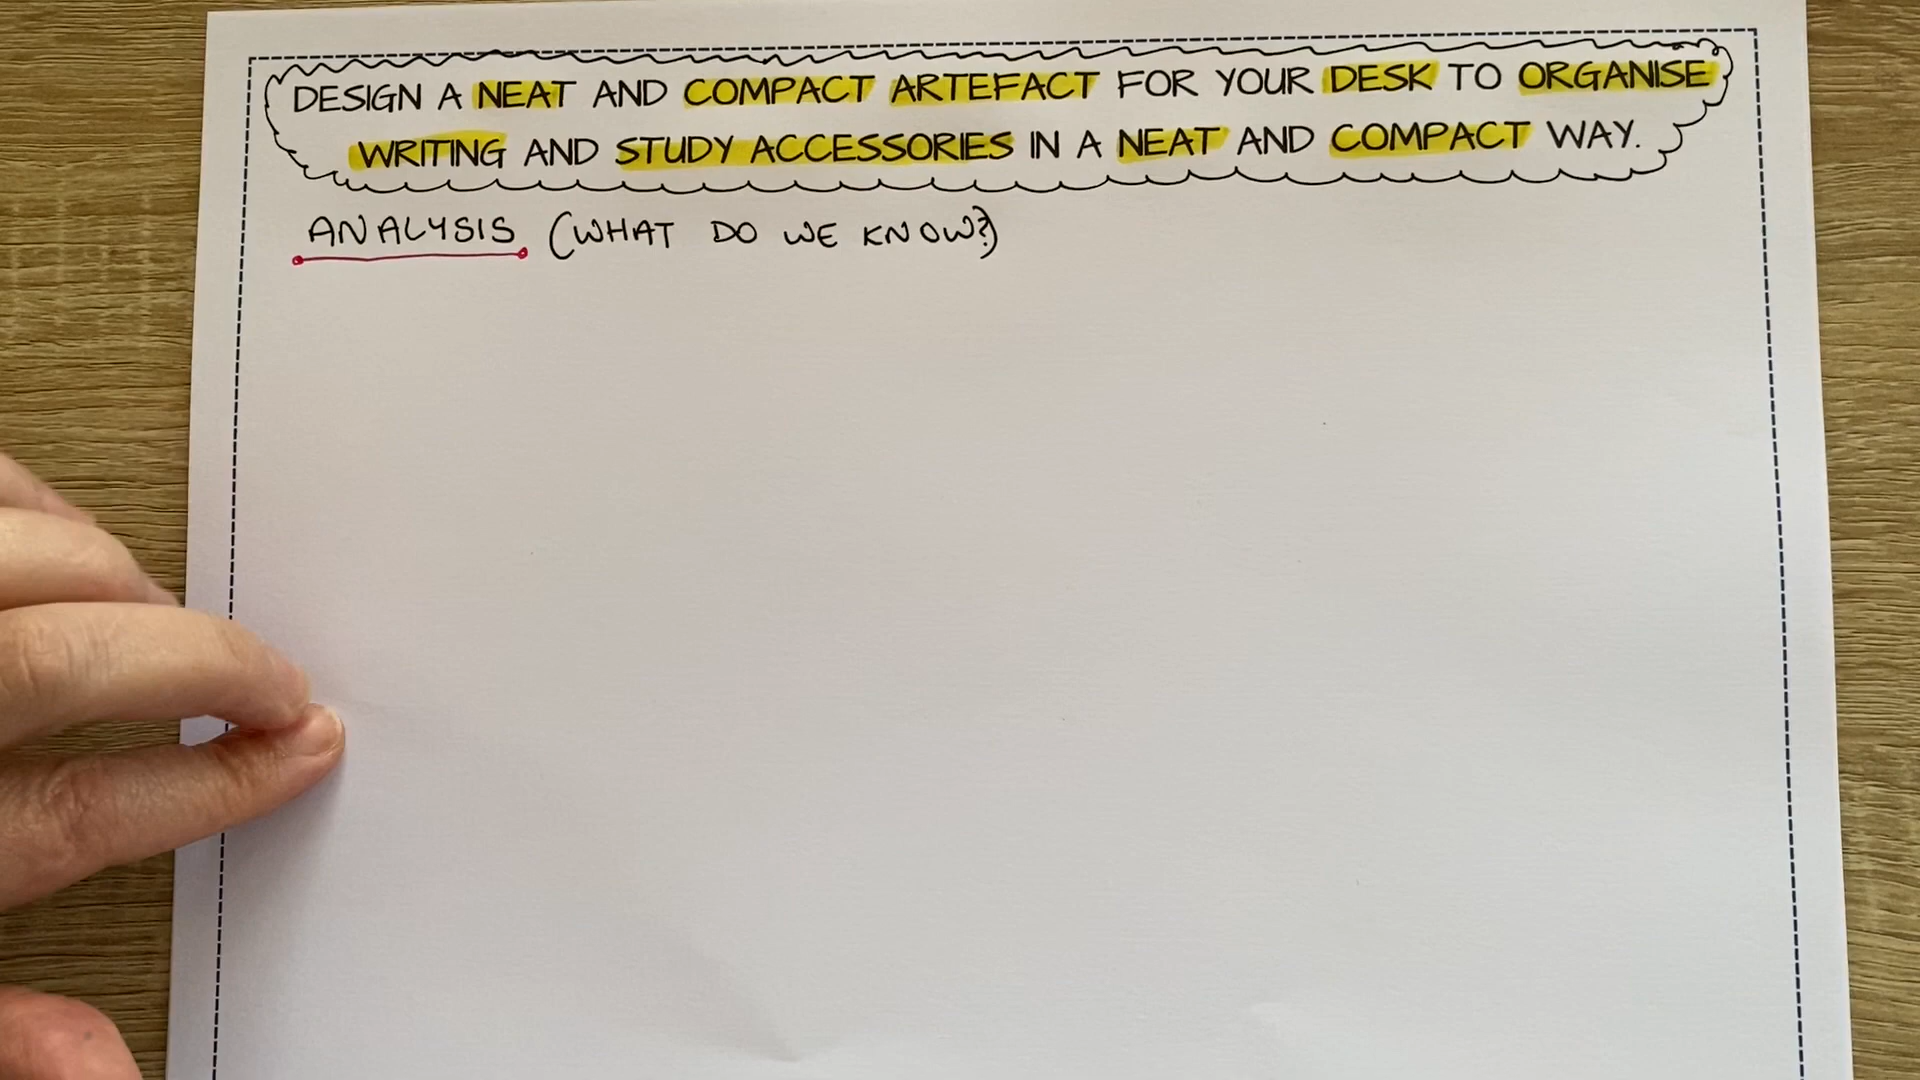 DESIGN A NEAT AND COMPACT ARTEFACT FOR YOUR DESK TO ORGANISE
WRITING AND STUDY ACCESSORIES IN A NEAT AND COMPACT WAY.
ANALYSIS (WHAT DO WE KNOW?)